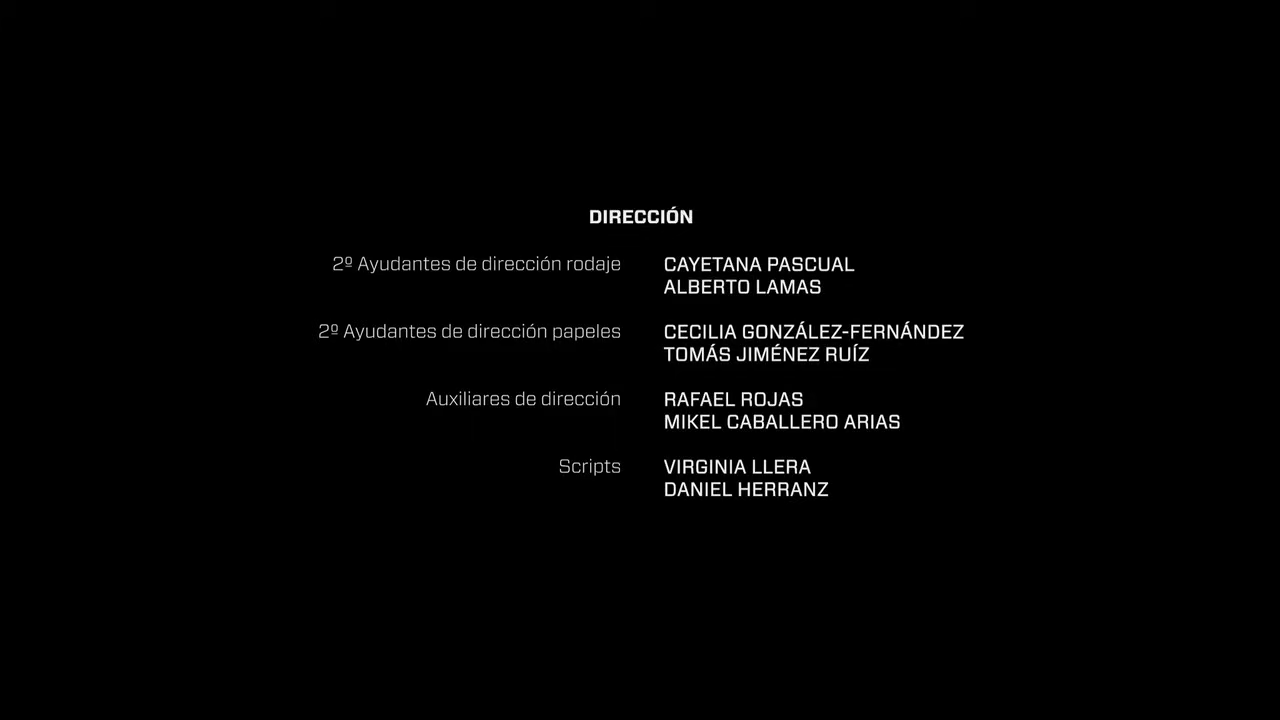 DIRECCIÓN
2º Ayudantes de dirección rodaje CAYETANA PASCUAL
ALBERTO LAMAS
2º Ayudantes de dirección papeles CECILIA GONZÁLEZ-FERNÁNDEZ
TOMÁS JIMÉNEZ RUÍZ
Auxiliares de dirección RAFAEL ROJAS
MIKEL CABALLERO ARIAS
Scripts VIRGINIA LLERA
DANIEL HERRANZ